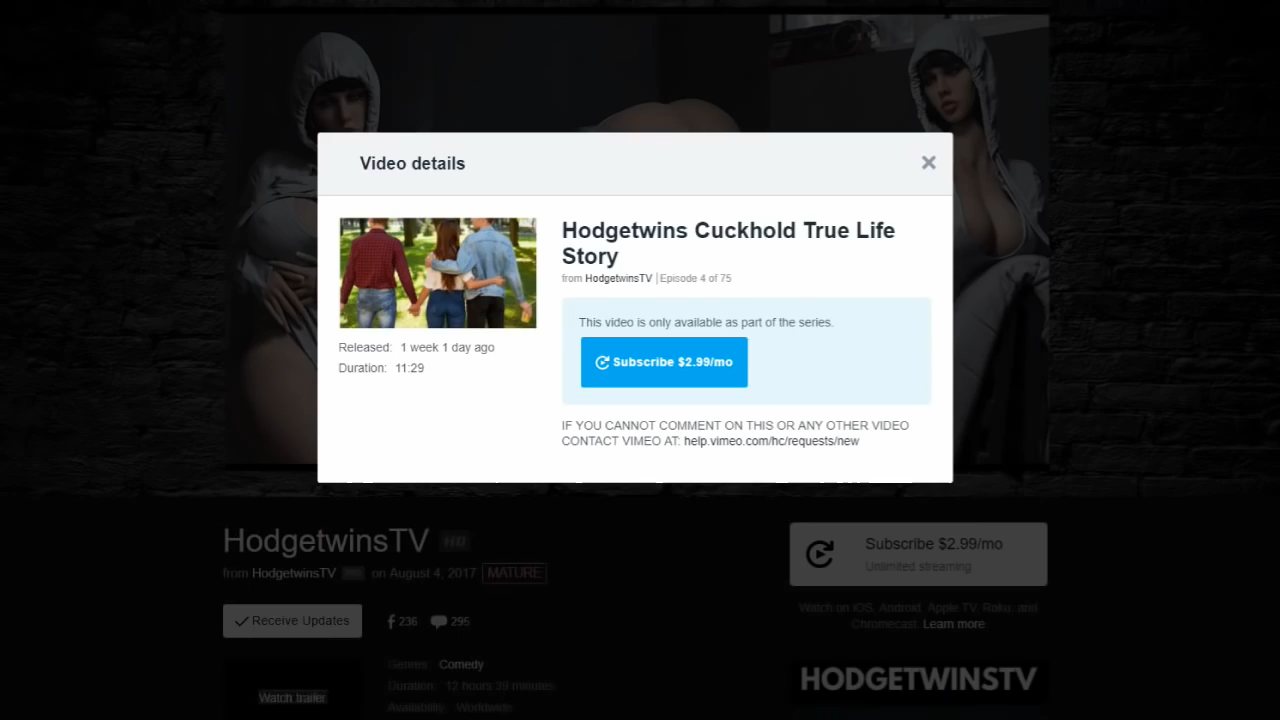 Video details
Hodgetwins Cuckhold True Life
Story
from HodgetwinsTV | Episode 4 of 75
This video is only available as part of the series.
Subscribe $2.99/mo
Released: 1 week 1 day ago
Duration: 11:29
IF YOU CANNOT COMMENT ON THIS OR ANY OTHER VIDEO
CONTACT VIMEO AT: help.vimeo.com/hc/requests/new
HodgetwinsTV HD
from HodgetwinsTV on August 4, 2017 MATURE
Receive Updates
236
295
Subscribe $2.99/mo
Unlimited streaming
Watch on iOS, Android, Apple TV, Roku, and
Chromecast. Learn more
Watch trailer
Genres: Comedy
Duration: 12 hours 39 minutes
Availability: Worldwide
HODGETWINSTV